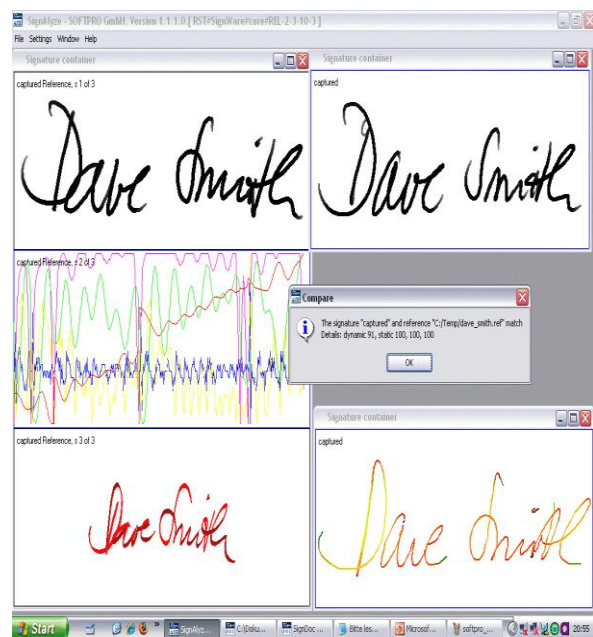 SignAlyze - SOFTPRO GmbH. Version 1.1.1.0.[ RST#SignWare#core#REL-2-3-10-3 ]
File Settings Window Help
Signature container
captured Reference, : 1 of 3
Dave Smith
captured Reference, : 2 of 3
captured Reference, : 3 of 3
Dave Smith
Signature container
captured
Dave Smith
Compare
The signature "captured" and reference "C:/Temp/dave_smith.ref" match
Details: dynamic 91, static 100, 100, 100
OK
Signature container
captured
Dave Smith
Start
SignAlyz...
C:\Doku...
SignDoc ...
Bitte les...
Microsof...
softpro_...
20:55